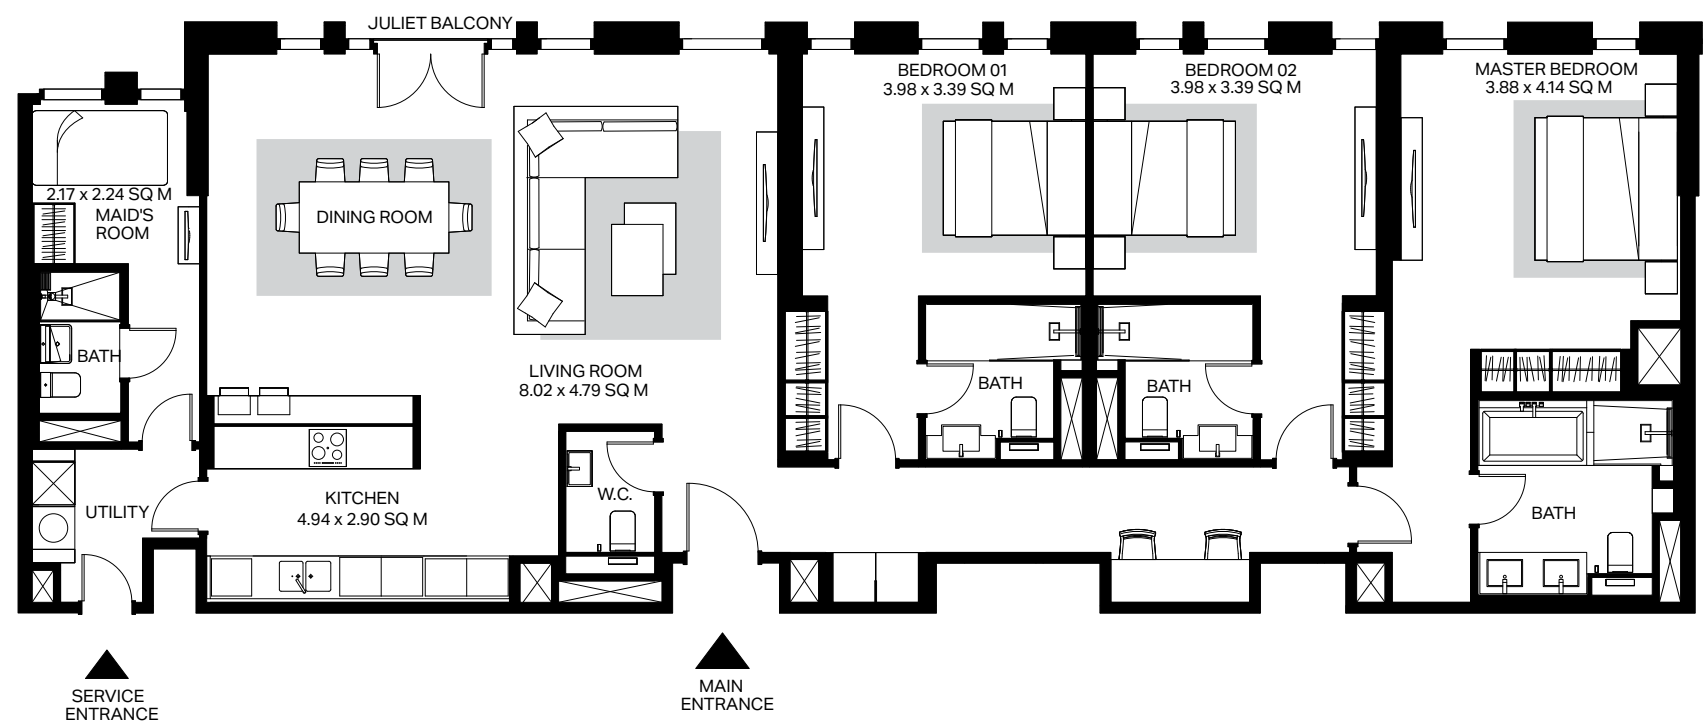 JULIET BALCONY
BEDROOM 01
3.98 x 3.39 SQ M
BEDROOM 02
3.98 x 3.39 SQ M
MASTER BEDROOM
3.88 x 4.14 SQ M
2.17 x 2.24 SQ M
MAID'S
ROOM
DINING ROOM
BATH
LIVING ROOM
8.02 x 4.79 SQ M
BATH
BATH
KITCHEN
4.94 x 2.90 SQ M
W.C.
UTILITY
BATH
SERVICE
ENTRANCE
MAIN
ENTRANCE